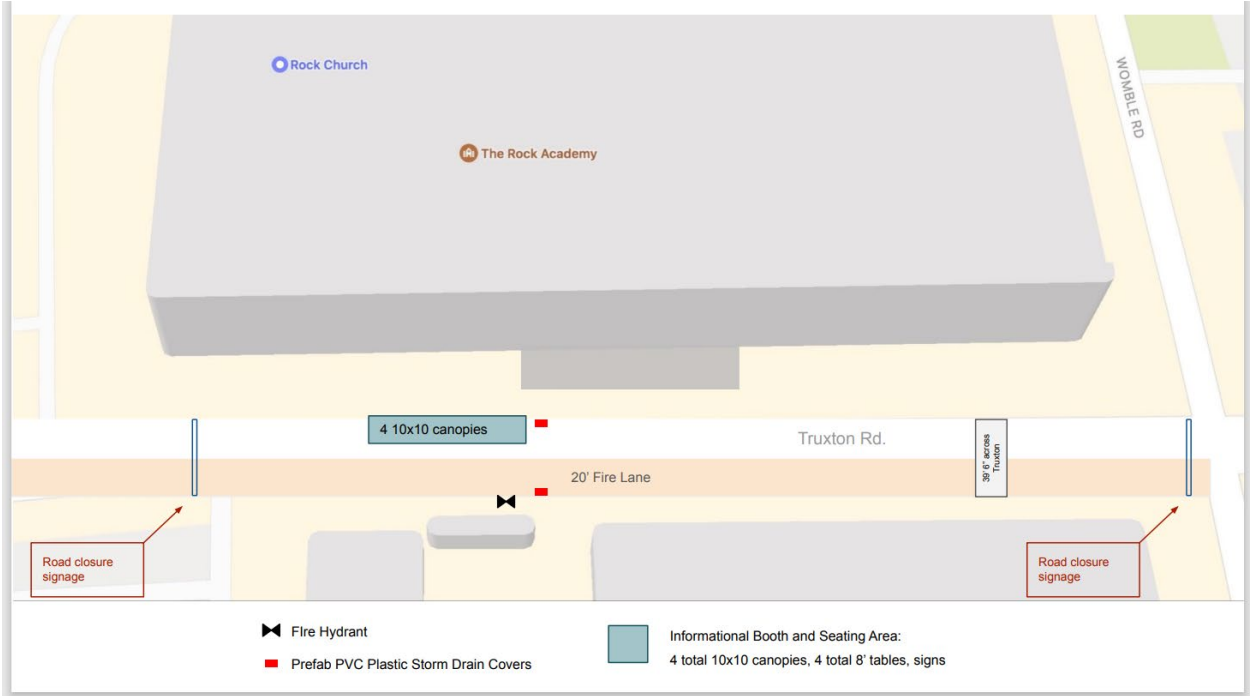 Rock Church
The Rock Academy
WOMBLE RD
4 10x10 canopies
Truxton Rd.
39' 6" across
Truxton
20' Fire Lane
Road closure
signage
Road closure
signage
FIre Hydrant
Prefab PVC Plastic Storm Drain Covers
Informational Booth and Seating Area:
4 total 10x10 canopies, 4 total 8' tables, signs